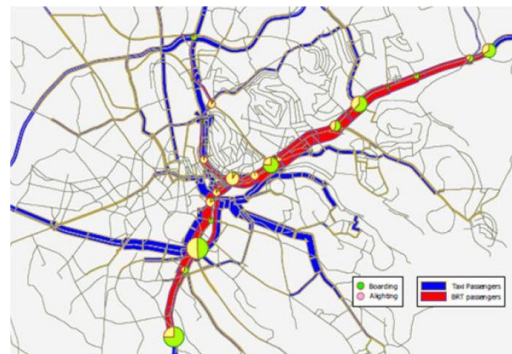 Boarding
Alighting
Taxi Passengers
BRT passengers